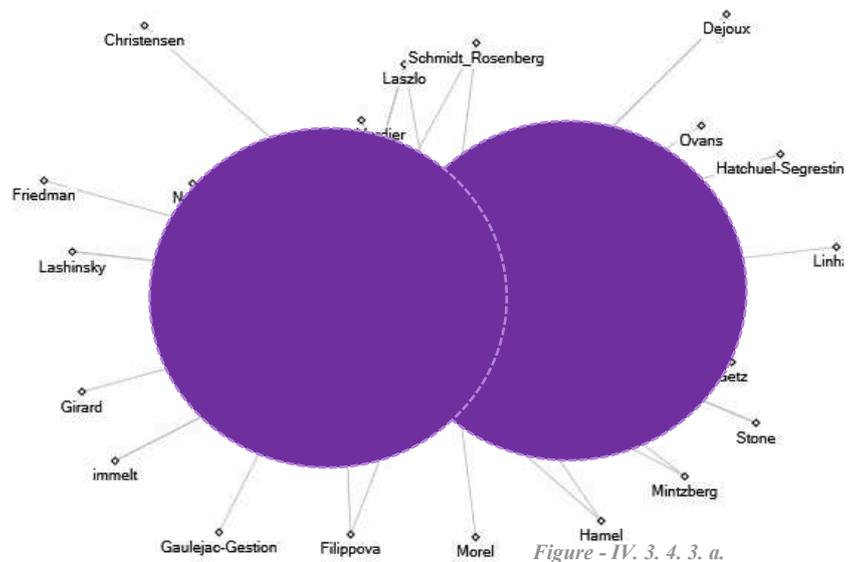 Dejoux
Christensen
Schmidt_Rosenberg
Laszlo
Ovans
Hatchuel-Segrestin
Friedman
Lashinsky
Girard
Stone
immelt
Mintzberg
Hamel
Gaulejac-Gestion
Filippova
Morel
Figure - IV. 3. 4. 3. a.